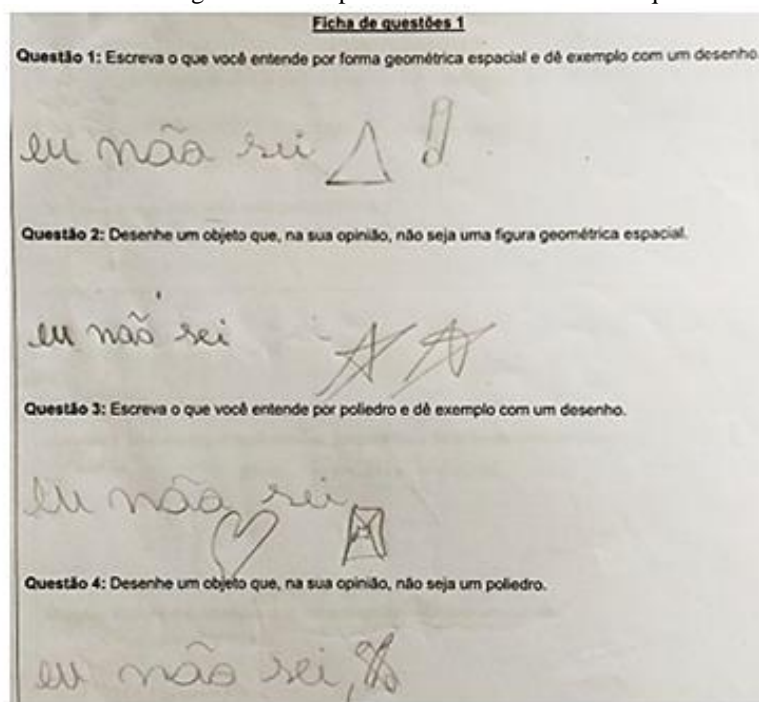 Ficha de questões 1
Questão 1: Escreva o que você entende por forma geométrica espacial e dê exemplo com um desenho
eu não sei
Questão 2: Desenhe um objeto que, na sua opinião, não seja uma figura geométrica espacial.
eu não sei
Questão 3: Escreva o que você entende por poliedro e dê exemplo com um desenho.
eu não sei
Questão 4: Desenhe um objeto que, na sua opinião, não seja um poliedro.
eu não sei,